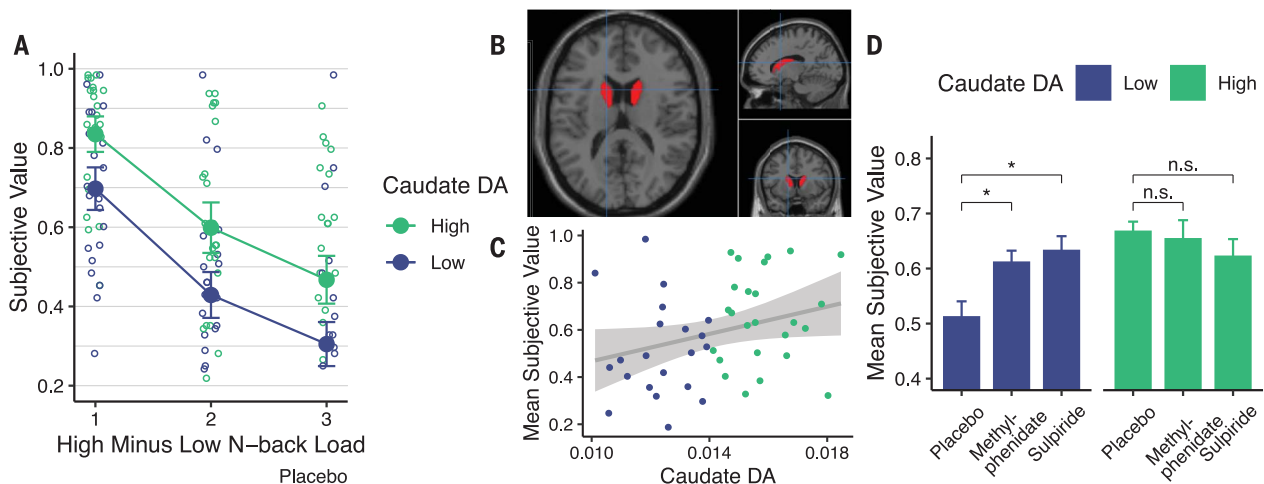 A
1.0
0.8
0.6
0.4
0.2
Subjective Value
1
2
3
High Minus Low N−back Load
Placebo
Caudate DA
High
Low
B
C
1.0
0.8
0.6
0.4
0.2
Mean Subjective Value
0.010
0.014
0.018
Caudate DA
D
Caudate DA
Low
High
0.8
0.7
0.6
0.5
0.4
Mean Subjective Value
*
*
n.s.
n.s.
Placebo
Methyl-
phenidate
Sulpiride
Placebo
Methyl-
phenidate
Sulpiride